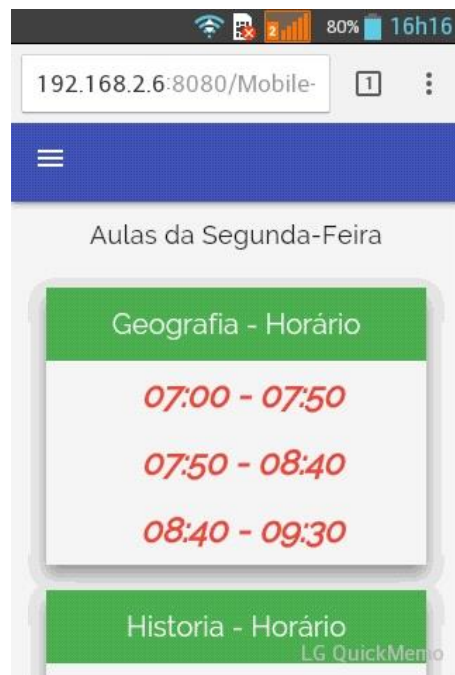 2 80% 16h16
192.168.2.6:8080/Mobile- 1
Aulas da Segunda-Feira
Geografia - Horário
07:00 - 07:50
07:50 - 08:40
08:40 - 09:30
Historia - Horário
LG QuickMemo